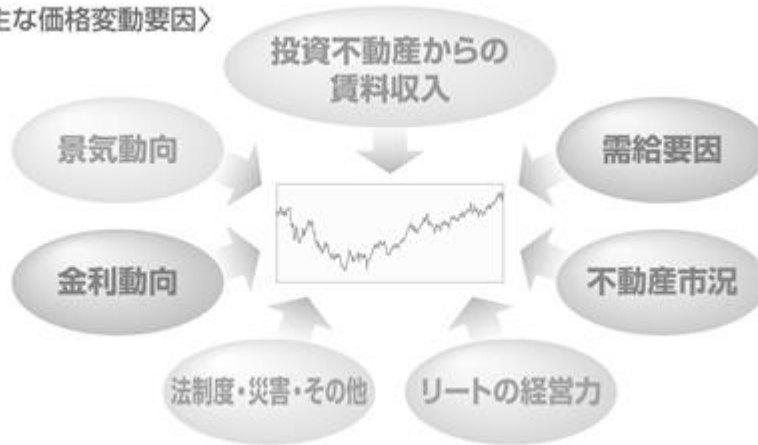 主な価格変動要因〉
投資不動産からの
賃料収入
景気動向
需給要因
金利動向
不動産市況
法制度・災害・その他
リートの経営力